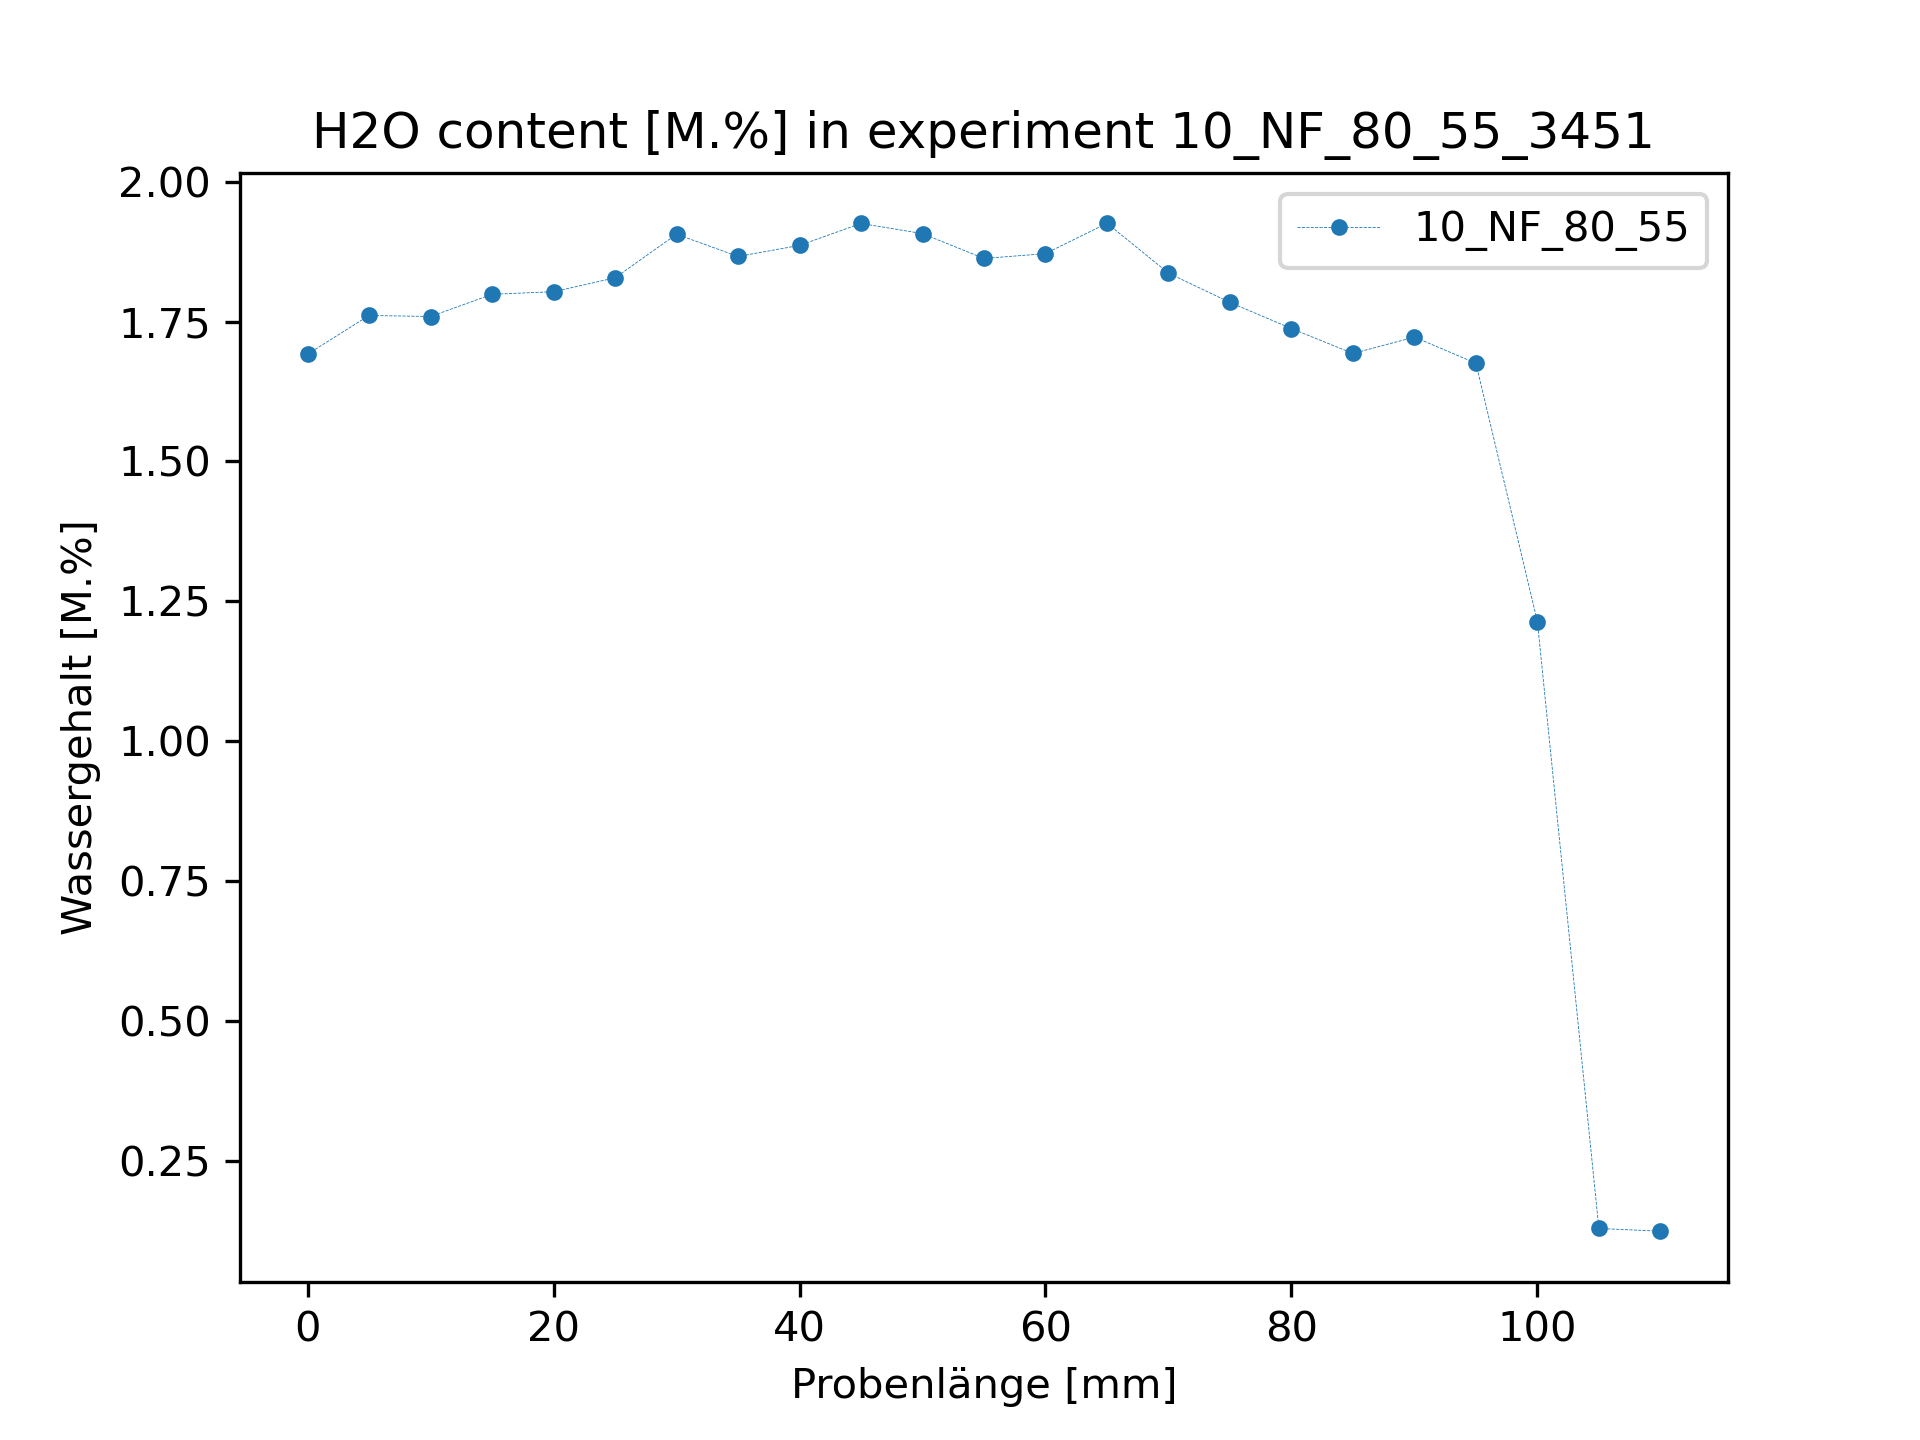 H2O content [M.%] in experiment 10_NF_80_55_3451
10_NF_80_55
2.00
1.75
1.50
1.25
1.00
0.75
0.50
0.25
Wassergehalt [M.%]
0 20 40 60 80 100
Probenlänge [mm]